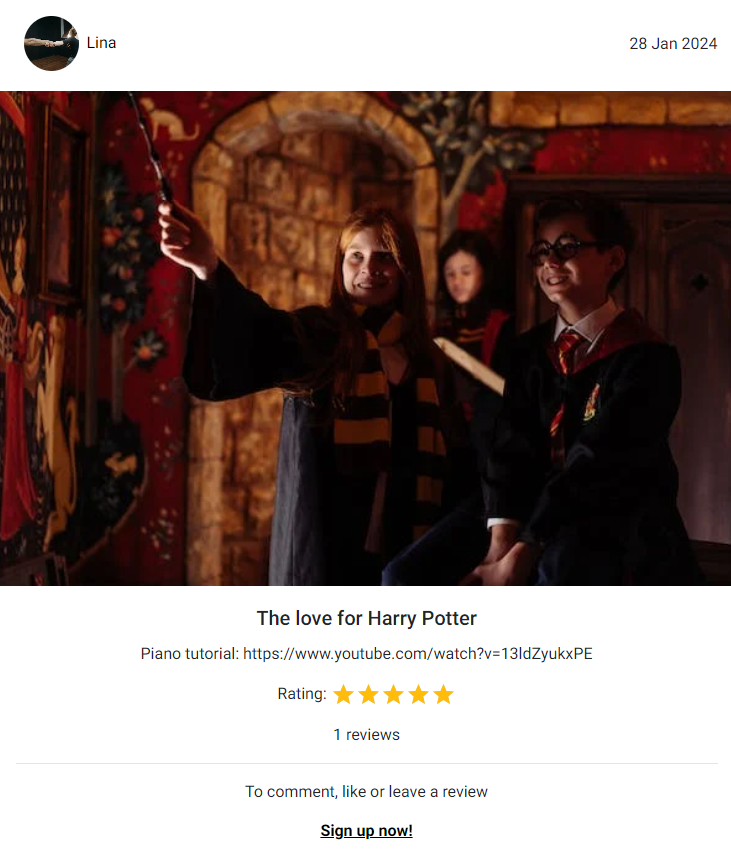 Lina
28 Jan 2024
The love for Harry Potter
Piano tutorial: https://www.youtube.com/watch?v=13ldZyukxPE
Rating:
1 reviews
To comment, like or leave a review
Sign up now!